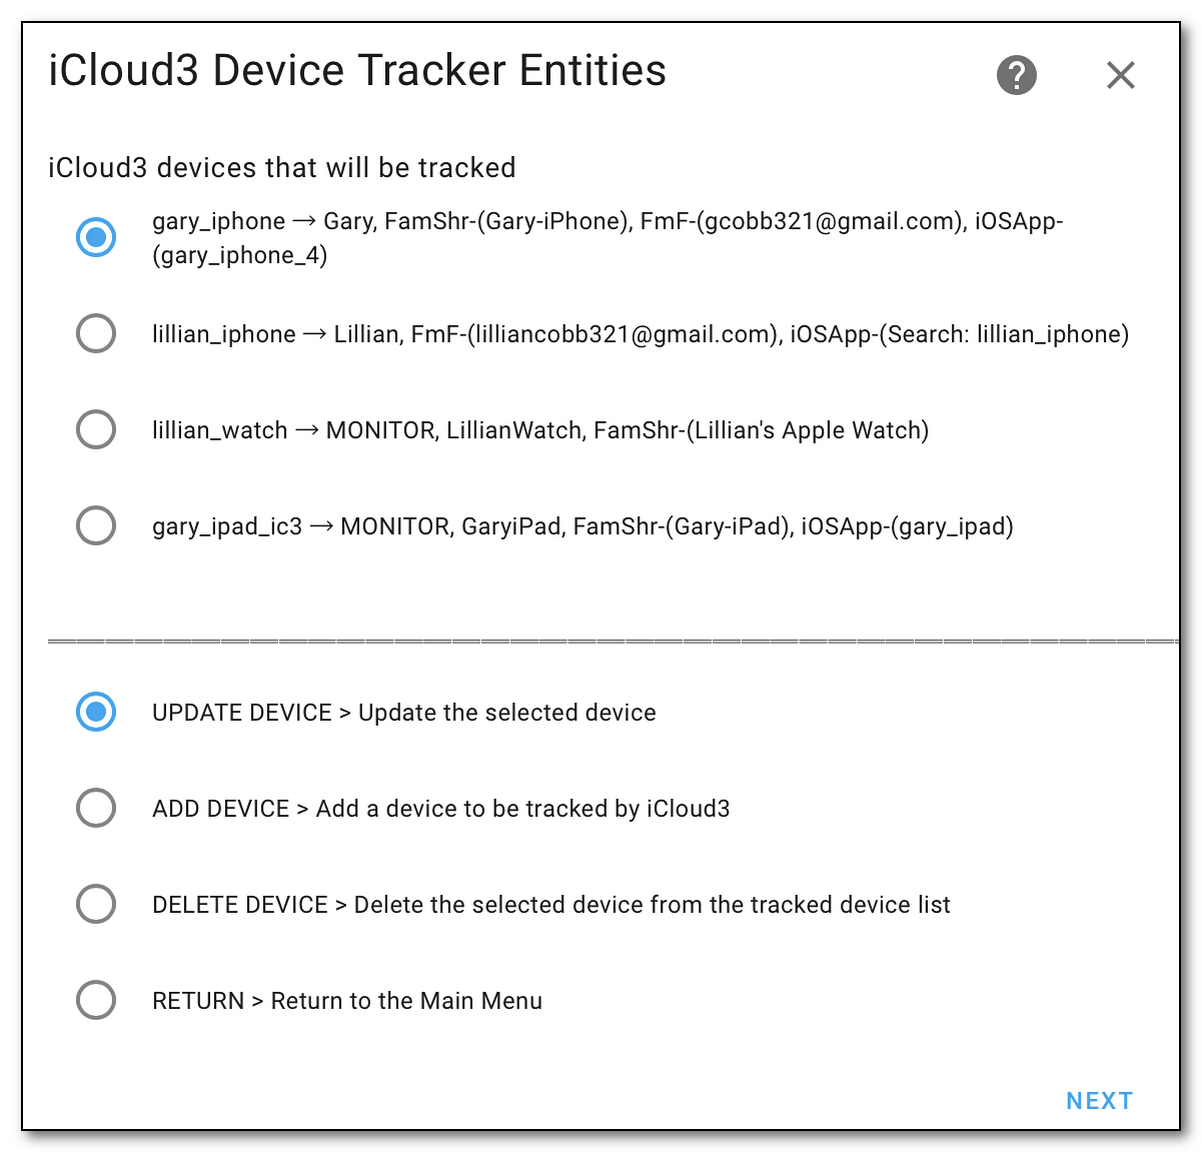 iCloud3 Device Tracker Entities
?
iCloud3 devices that will be tracked
gary_iphone → Gary, FamShr-(Gary-iPhone), FmF-(gcobb321@gmail.com), iOSApp-
(gary_iphone_4)
lillian_iphone → Lillian, FmF-(lilliancobb321@gmail.com), iOSApp-(Search: lillian_iphone)
lillian_watch → MONITOR, LillianWatch, FamShr-(Lillian's Apple Watch)
gary_ipad_ic3 → MONITOR, GaryiPad, FamShr-(Gary-iPad), iOSApp-(gary_ipad)
UPDATE DEVICE > Update the selected device
ADD DEVICE > Add a device to be tracked by iCloud3
DELETE DEVICE > Delete the selected device from the tracked device list
RETURN > Return to the Main Menu
NEXT